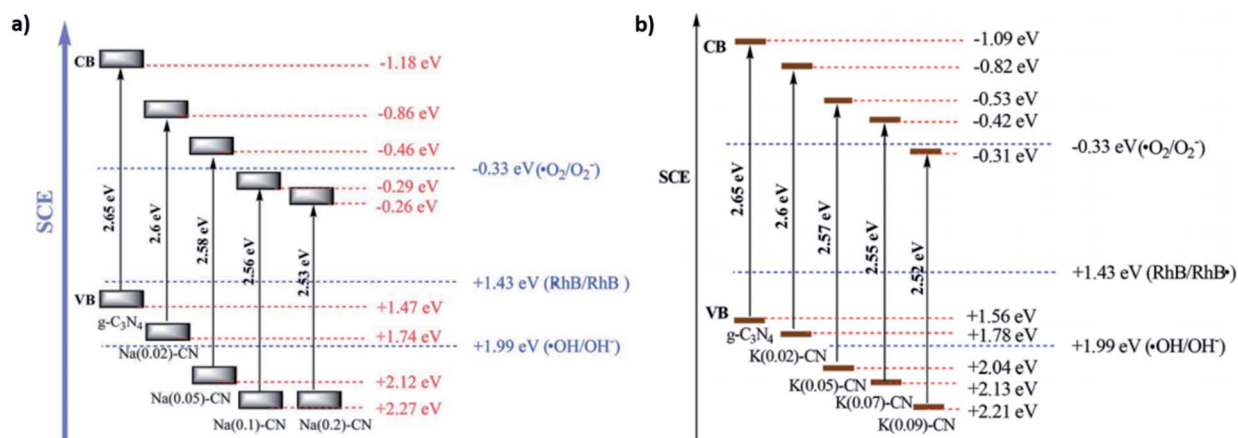 a)
SCE
CB
-1.18 eV
-0.86 eV
-0.46 eV
-0.33 eV (•O₂/O₂⁻)
-0.29 eV
-0.26 eV
2.65 eV
2.6 eV
2.58 eV
2.56 eV
2.53 eV
+1.43 eV (RhB/RhB )
VB
+1.47 eV
g-C₃N₄
+1.74 eV
Na(0.02)-CN
+1.99 eV (•OH/OH⁻)
+2.12 eV
Na(0.05)-CN
+2.27 eV
Na(0.1)-CN
Na(0.2)-CN
b)
SCE
CB
-1.09 eV
-0.82 eV
-0.53 eV
-0.42 eV
-0.33 eV (•O₂/O₂⁻)
-0.31 eV
2.65 eV
2.6 eV
2.57 eV
2.55 eV
2.52 eV
+1.43 eV (RhB/RhB•)
VB
+1.56 eV
g-C₃N₄
+1.78 eV
K(0.02)-CN
+1.99 eV (•OH/OH⁻)
+2.04 eV
K(0.05)-CN
+2.13 eV
K(0.07)-CN
+2.21 eV
K(0.09)-CN